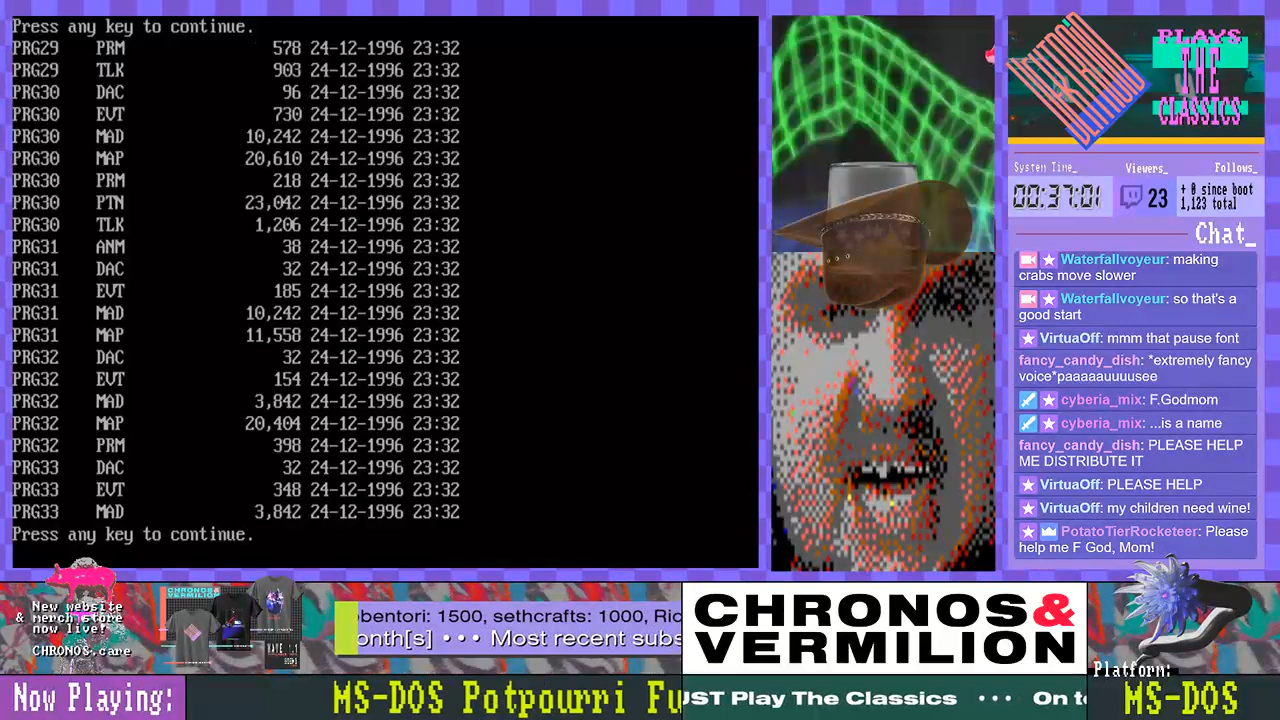 Press any key to continue.
PRG29 PRM 578 24-12-1996 23:32
PRG29 TLK 903 24-12-1996 23:32
PRG30 DAC 96 24-12-1996 23:32
PRG30 EVT 730 24-12-1996 23:32
PRG30 MAD 10,242 24-12-1996 23:32
PRG30 MAP 20,610 24-12-1996 23:32
PRG30 PRM 218 24-12-1996 23:32
PRG30 PTN 23,042 24-12-1996 23:32
PRG30 TLK 1,206 24-12-1996 23:32
PRG31 ANM 38 24-12-1996 23:32
PRG31 DAC 32 24-12-1996 23:32
PRG31 EVT 185 24-12-1996 23:32
PRG31 MAD 10,242 24-12-1996 23:32
PRG31 MAP 11,558 24-12-1996 23:32
PRG32 DAC 32 24-12-1996 23:32
PRG32 EVT 154 24-12-1996 23:32
PRG32 MAD 3,842 24-12-1996 23:32
PRG32 MAP 20,404 24-12-1996 23:32
PRG32 PRM 398 24-12-1996 23:32
PRG33 DAC 32 24-12-1996 23:32
PRG33 EVT 348 24-12-1996 23:32
PRG33 MAD 3,842 24-12-1996 23:32
Press any key to continue.
PLAYS
THE
CLASSICS
System Time_ Viewers_ Follows_
00:37:01 23 + 0 since boot
1,123 total
Chat_
Waterfallvoyeur: making
crabs move slower
Waterfallvoyeur: so that's a
good start
VirtuaOff: mmm that pause font
fancy_candy_dish: *extremely fancy
voice*paaaaauuuusee
cyberia_mix: F.Godmom
cyberia_mix: ...is a name
fancy_candy_dish: PLEASE HELP
ME DISTRIBUTE IT
VirtuaOff: PLEASE HELP
VirtuaOff: my children need wine!
PotatoTierRocketeer: Please
help me F God, Mom!
New website
& merch store
now live!
CHRONOS.care
CHRONOS&
obentori: 1500, sethcrafts: 1000, Ric
onth[s] ••• Most recent subs
CHRONOS&
VERMILION
Platform:
MS-DOS
Now Playing:
MS-DOS Potpourri Fu
UST Play The Classics ••• On to